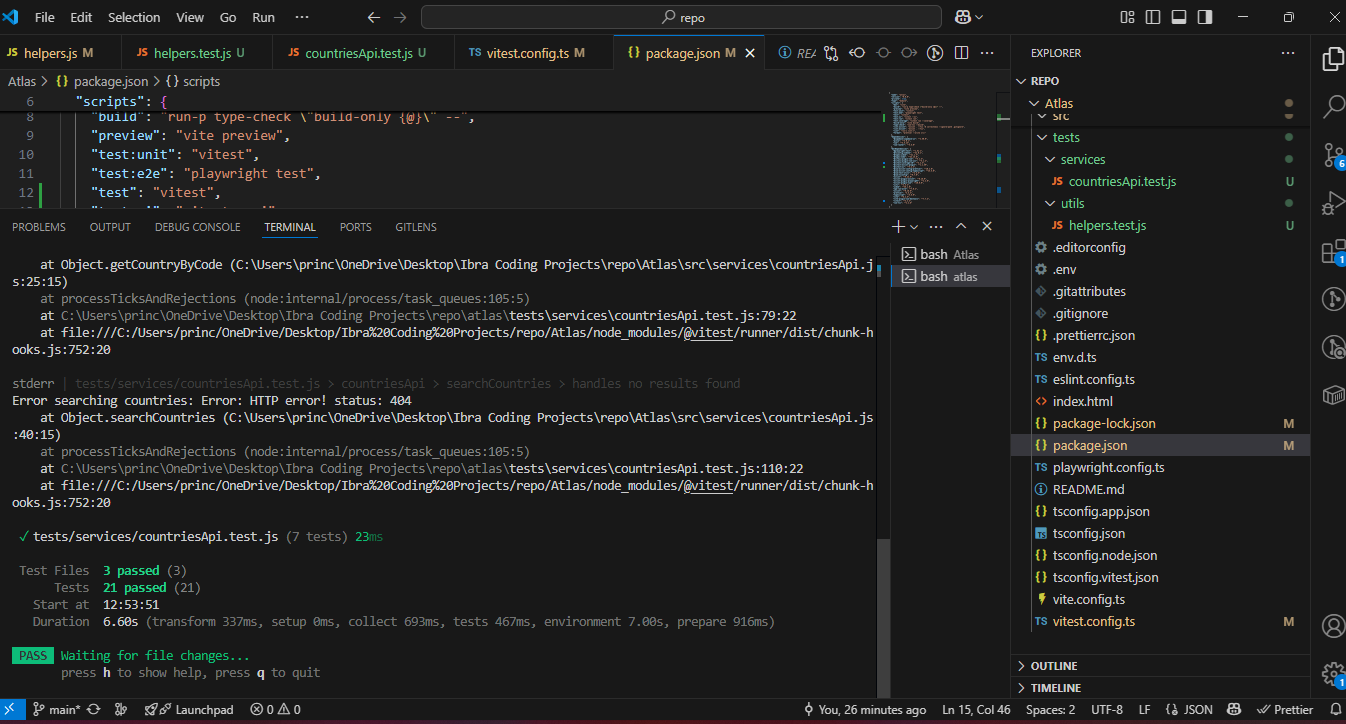 File Edit Selection View Go Run ··· repo
helpers.js M helpers.test.js U countriesApi.test.js U vitest.config.ts M package.json M REA
Atlas > {} package.json > {} scripts
6 "scripts": {
8 "build": "run-p type-check \"build-only {@}\" --",
9 "preview": "vite preview",
10 "test:unit": "vitest",
11 "test:e2e": "playwright test",
12 "test": "vitest",
PROBLEMS OUTPUT DEBUG CONSOLE TERMINAL PORTS GITLENS
at Object.getCountryByCode (C:\Users\princ\OneDrive\Desktop\Ibra Coding Projects\repo\Atlas\src\services\countriesApi.j
s:25:15)
at processTicksAndRejections (node:internal/process/task_queues:105:5)
at C:\Users\princ\OneDrive\Desktop\Ibra Coding Projects\repo\atlas\tests\services\countriesApi.test.js:79:22
at file:///C:/Users/princ/OneDrive/Desktop/Ibra%20Coding%20Projects/repo/Atlas/node_modules/@vitest/runner/dist/chunk-h
ooks.js:752:20
stderr | tests/services/countriesApi.test.js > countriesApi > searchCountries > handles no results found
Error searching countries: Error: HTTP error! status: 404
at Object.searchCountries (C:\Users\princ\OneDrive\Desktop\Ibra Coding Projects\repo\Atlas\src\services\countriesApi.js
:40:15)
at processTicksAndRejections (node:internal/process/task_queues:105:5)
at C:\Users\princ\OneDrive\Desktop\Ibra Coding Projects\repo\atlas\tests\services\countriesApi.test.js:110:22
at file:///C:/Users/princ/OneDrive/Desktop/Ibra%20Coding%20Projects/repo/Atlas/node_modules/@vitest/runner/dist/chunk-h
ooks.js:752:20
✓ tests/services/countriesApi.test.js (7 tests) 23ms
Test Files 3 passed (3)
Tests 21 passed (21)
Start at 12:53:51
Duration 6.60s (transform 337ms, setup 0ms, collect 693ms, tests 467ms, environment 7.00s, prepare 916ms)
PASS Waiting for file changes...
press h to show help, press q to quit
bash Atlas
bash atlas
EXPLORER
REPO
Atlas
src
tests
services
JS countriesApi.test.js U
utils
JS helpers.test.js U
.editorconfig
.env
.gitattributes
.gitignore
{} .prettierrc.json
TS env.d.ts
TS eslint.config.ts
<> index.html
{} package-lock.json M
{} package.json M
TS playwright.config.ts
README.md
{} tsconfig.app.json
TS tsconfig.json
{} tsconfig.node.json
{} tsconfig.vitest.json
vite.config.ts
TS vitest.config.ts M
OUTLINE
TIMELINE
6
1
1
main* Launchpad 0 0 You, 26 minutes ago Ln 15, Col 46 Spaces: 2 UTF-8 LF {} JSON Prettier